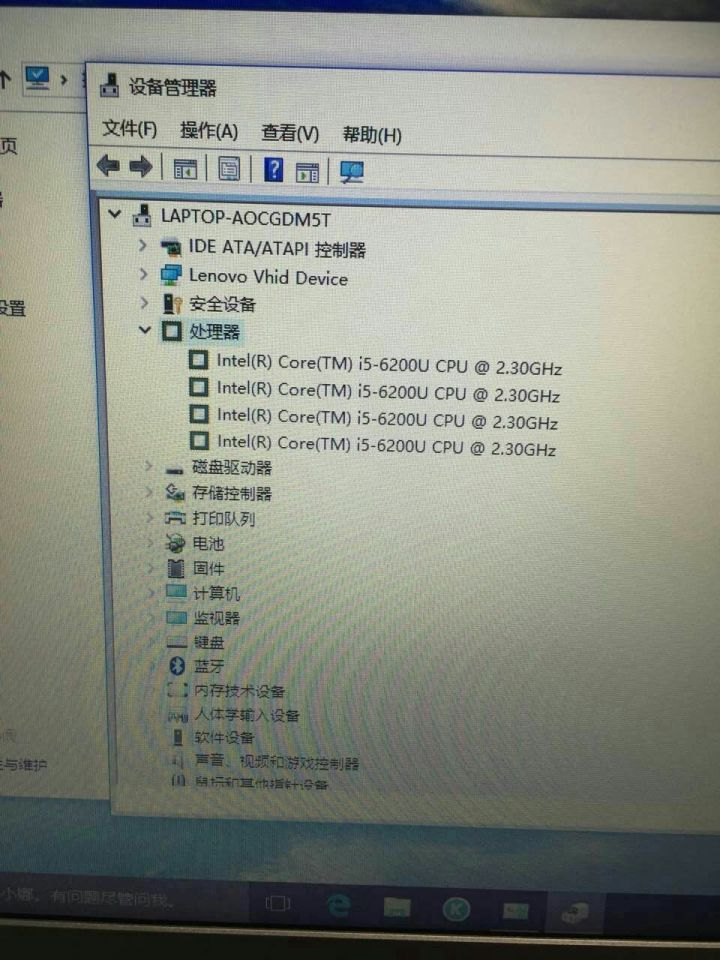 设备管理器
页
文件(F) 操作(A) 查看(V) 帮助(H)
LAPTOP-AOCGDM5T
IDE ATA/ATAPI 控制器
Lenovo Vhid Device
安全设备
设置
处理器
Intel(R) Core(TM) i5-6200U CPU @ 2.30GHz
Intel(R) Core(TM) i5-6200U CPU @ 2.30GHz
Intel(R) Core(TM) i5-6200U CPU @ 2.30GHz
Intel(R) Core(TM) i5-6200U CPU @ 2.30GHz
磁盘驱动器
存储控制器
打印队列
电池
固件
计算机
监视器
键盘
蓝牙
内存技术设备
人体学输入设备
软件设备
声音、视频和游戏控制器
鼠标和其他指针设备
与维护
小娜。有问题尽管问我。